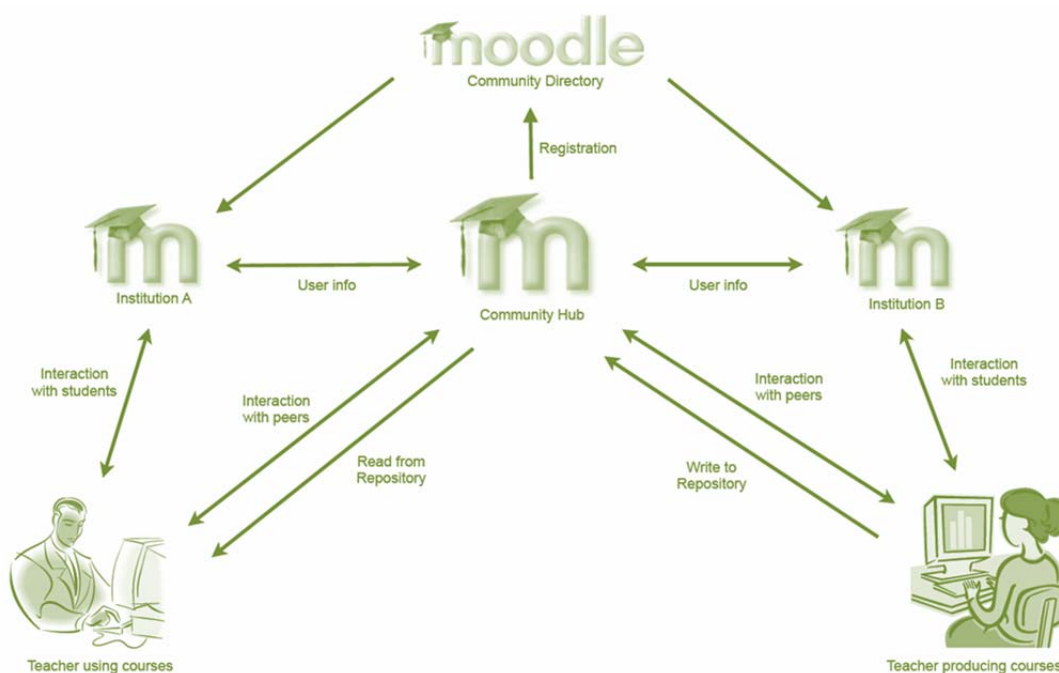 moodle
Community Directory
Registration
m
m
m
Institution A
User info
Community Hub
User info
Institution B
Interaction
with students
Interaction
with peers
Read from
Repository
Interaction
with peers
Write to
Repository
Interaction
with students
Teacher using courses
Teacher producing courses